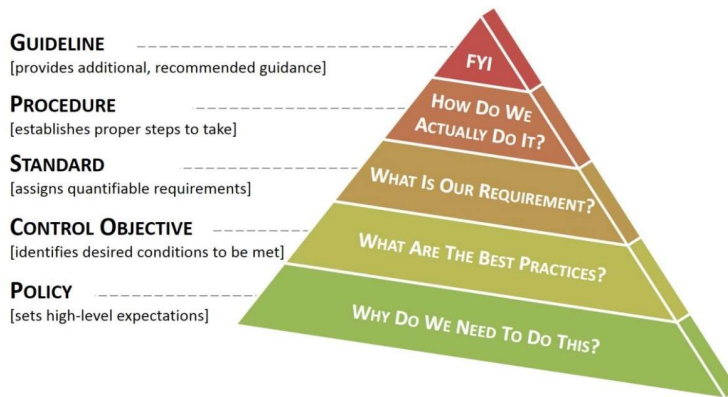 GUIDELINE
[provides additional, recommended guidance]
FYI
PROCEDURE
[establishes proper steps to take]
HOW DO WE
ACTUALLY DO IT?
STANDARD
[assigns quantifiable requirements]
WHAT IS OUR REQUIREMENT?
CONTROL OBJECTIVE
[identifies desired conditions to be met]
WHAT ARE THE BEST PRACTICES?
POLICY
[sets high-level expectations]
WHY DO WE NEED TO DO THIS?